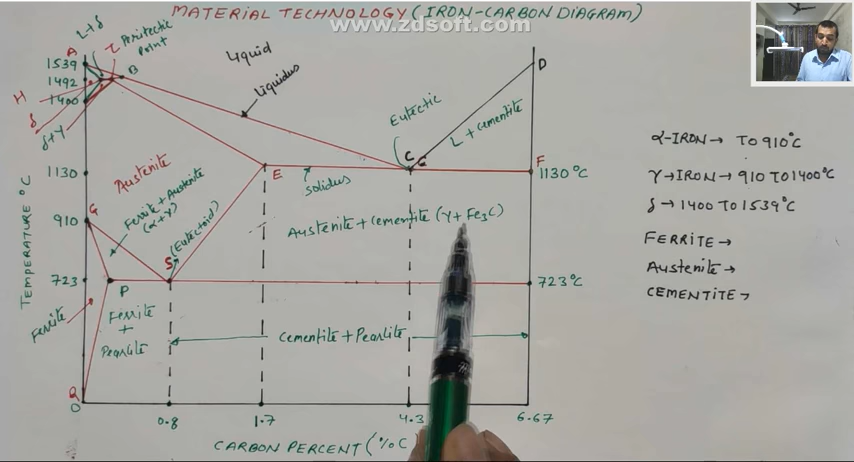 MATERIAL TECHNOLOGY (IRON-CARBON DIAGRAM)
www.zdsoft.com
L+δ
Peritectic
Point
A
1539
1492
1400
H
B
δ
δ+γ
Liquid
Liquidus
D
Eutectic
L + Cementite
C
E
F
1130
1130°C
Solidus
Austenite
Ferrite + Austenite
(α+γ)
G
910
S
(Eutectoid)
Austenite + Cementite (γ + Fe3C)
723
P
723°C
Ferrite
Ferrite
+
Pearlite
Cementite + Pearlite
Q
0
0.8
1.7
4.3
6.67
TEMPERATURE °C
CARBON PERCENT (%C)
α-IRON → TO 910°C
γ → IRON → 910 TO 1400°C
δ → 1400 TO 1539°C
FERRITE →
Austenite →
CEMENTITE →